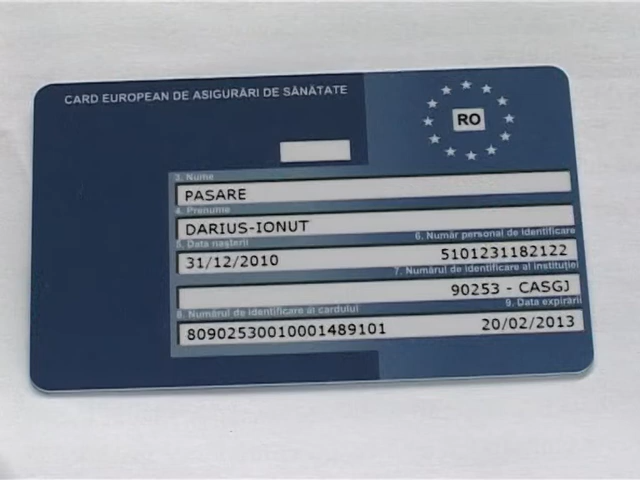 CARD EUROPEAN DE ASIGURĂRI DE SĂNĂTATE
RO
3. Nume
PASARE
4. Prenume
DARIUS-IONUT
5. Data nașterii
6. Număr personal de identificare
31/12/2010
5101231182122
7. Numărul de identificare al instituției
90253 - CASGJ
8. Numărul de identificare al cardului
9. Data expirării
80902530010001489101
20/02/2013